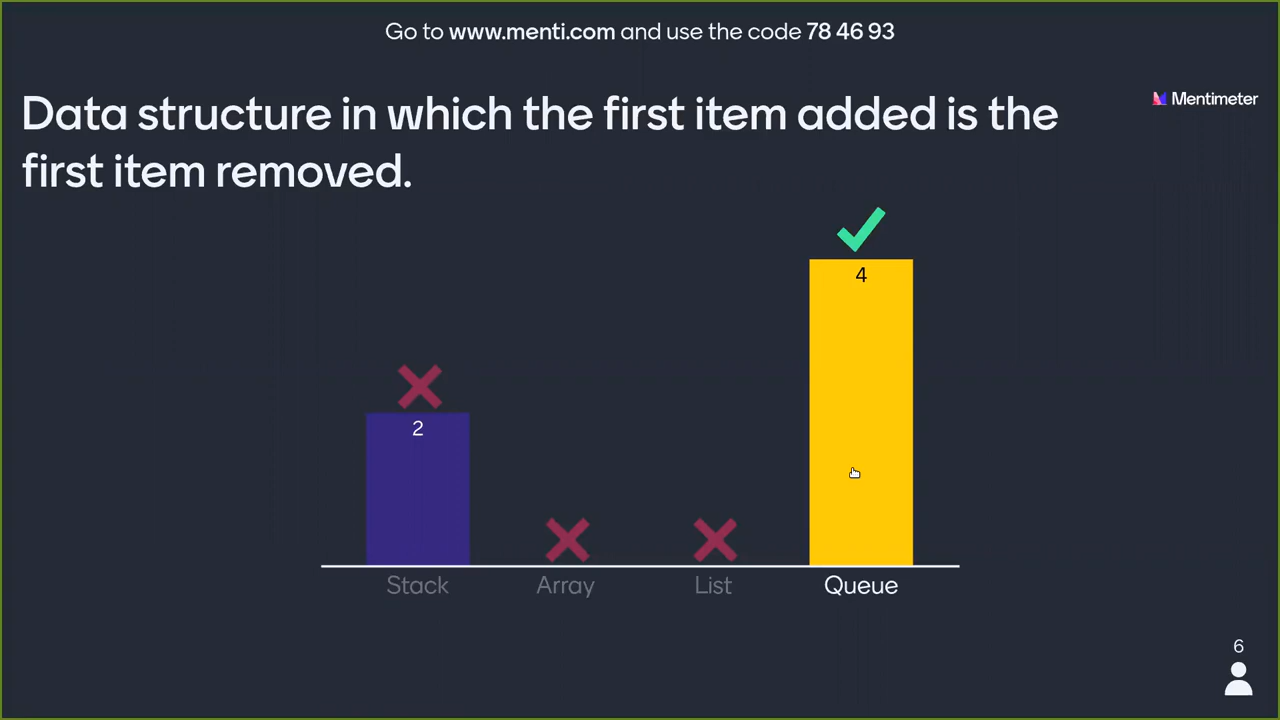 Go to www.menti.com and use the code 78 46 93
Mentimeter
Data structure in which the first item added is the
first item removed.
4
2
Stack
Array
List
Queue
6